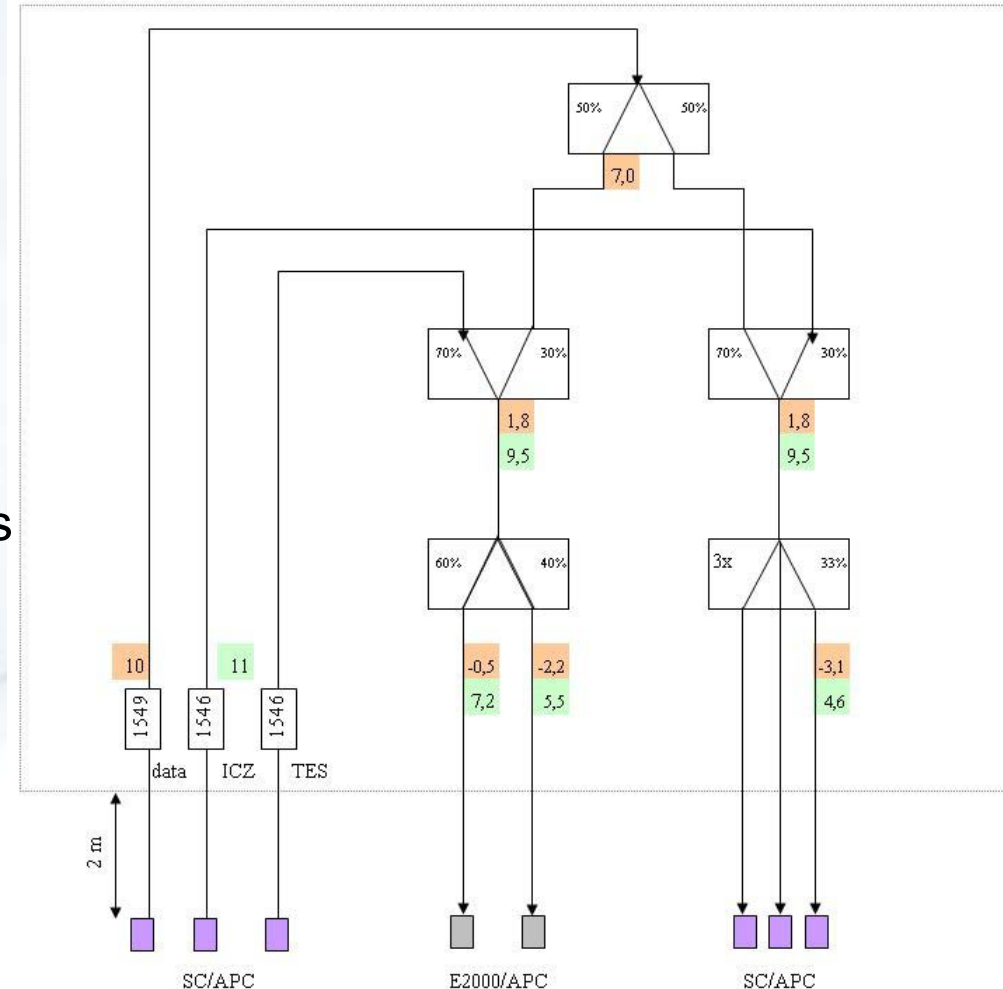 50% 50%
7,0
70% 30% 70% 30%
1,8 1,8
9,5 9,5
s
60% 40% 3x 33%
10 11 -0,5 -2,2 -3,1
7,2 5,5 4,6
1549 1546 1546
data ICZ TES
2 m
SC/APC E2000/APC SC/APC